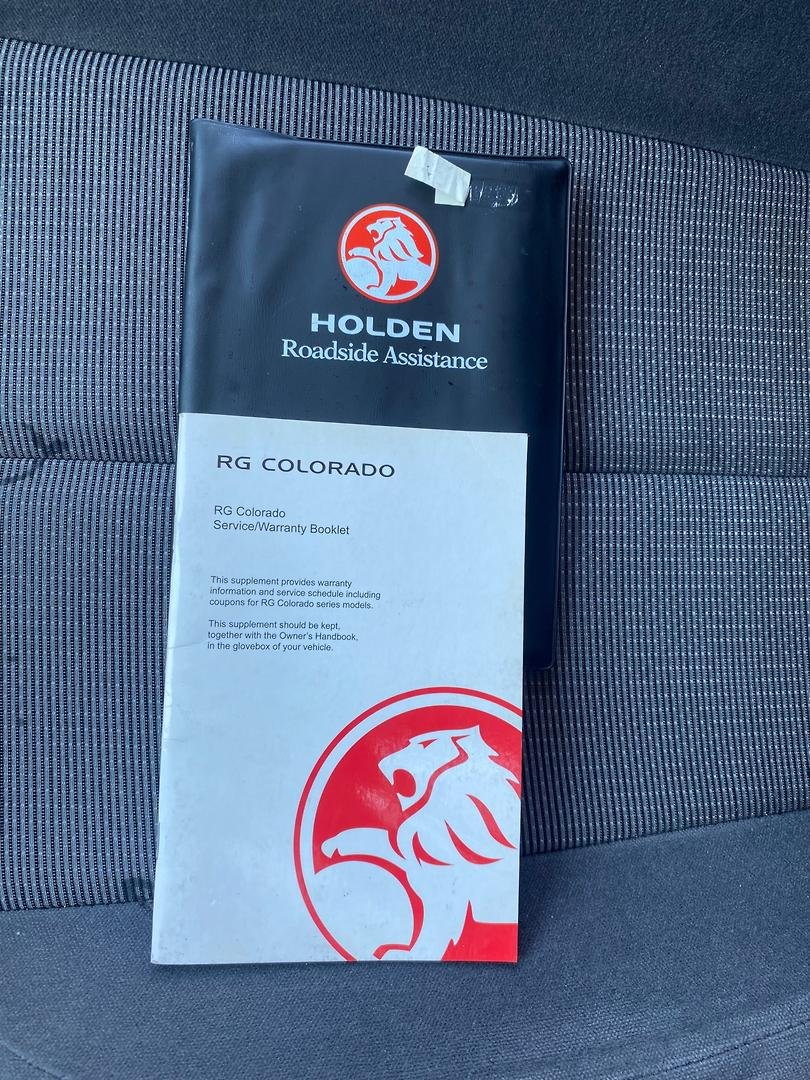 HOLDEN
Roadside Assistance
RG COLORADO
RG Colorado
Service/Warranty Booklet
This supplement provides warranty
information and service schedule including
coupons for RG Colorado series models.
This supplement should be kept,
together with the Owner's Handbook,
in the glovebox of your vehicle.